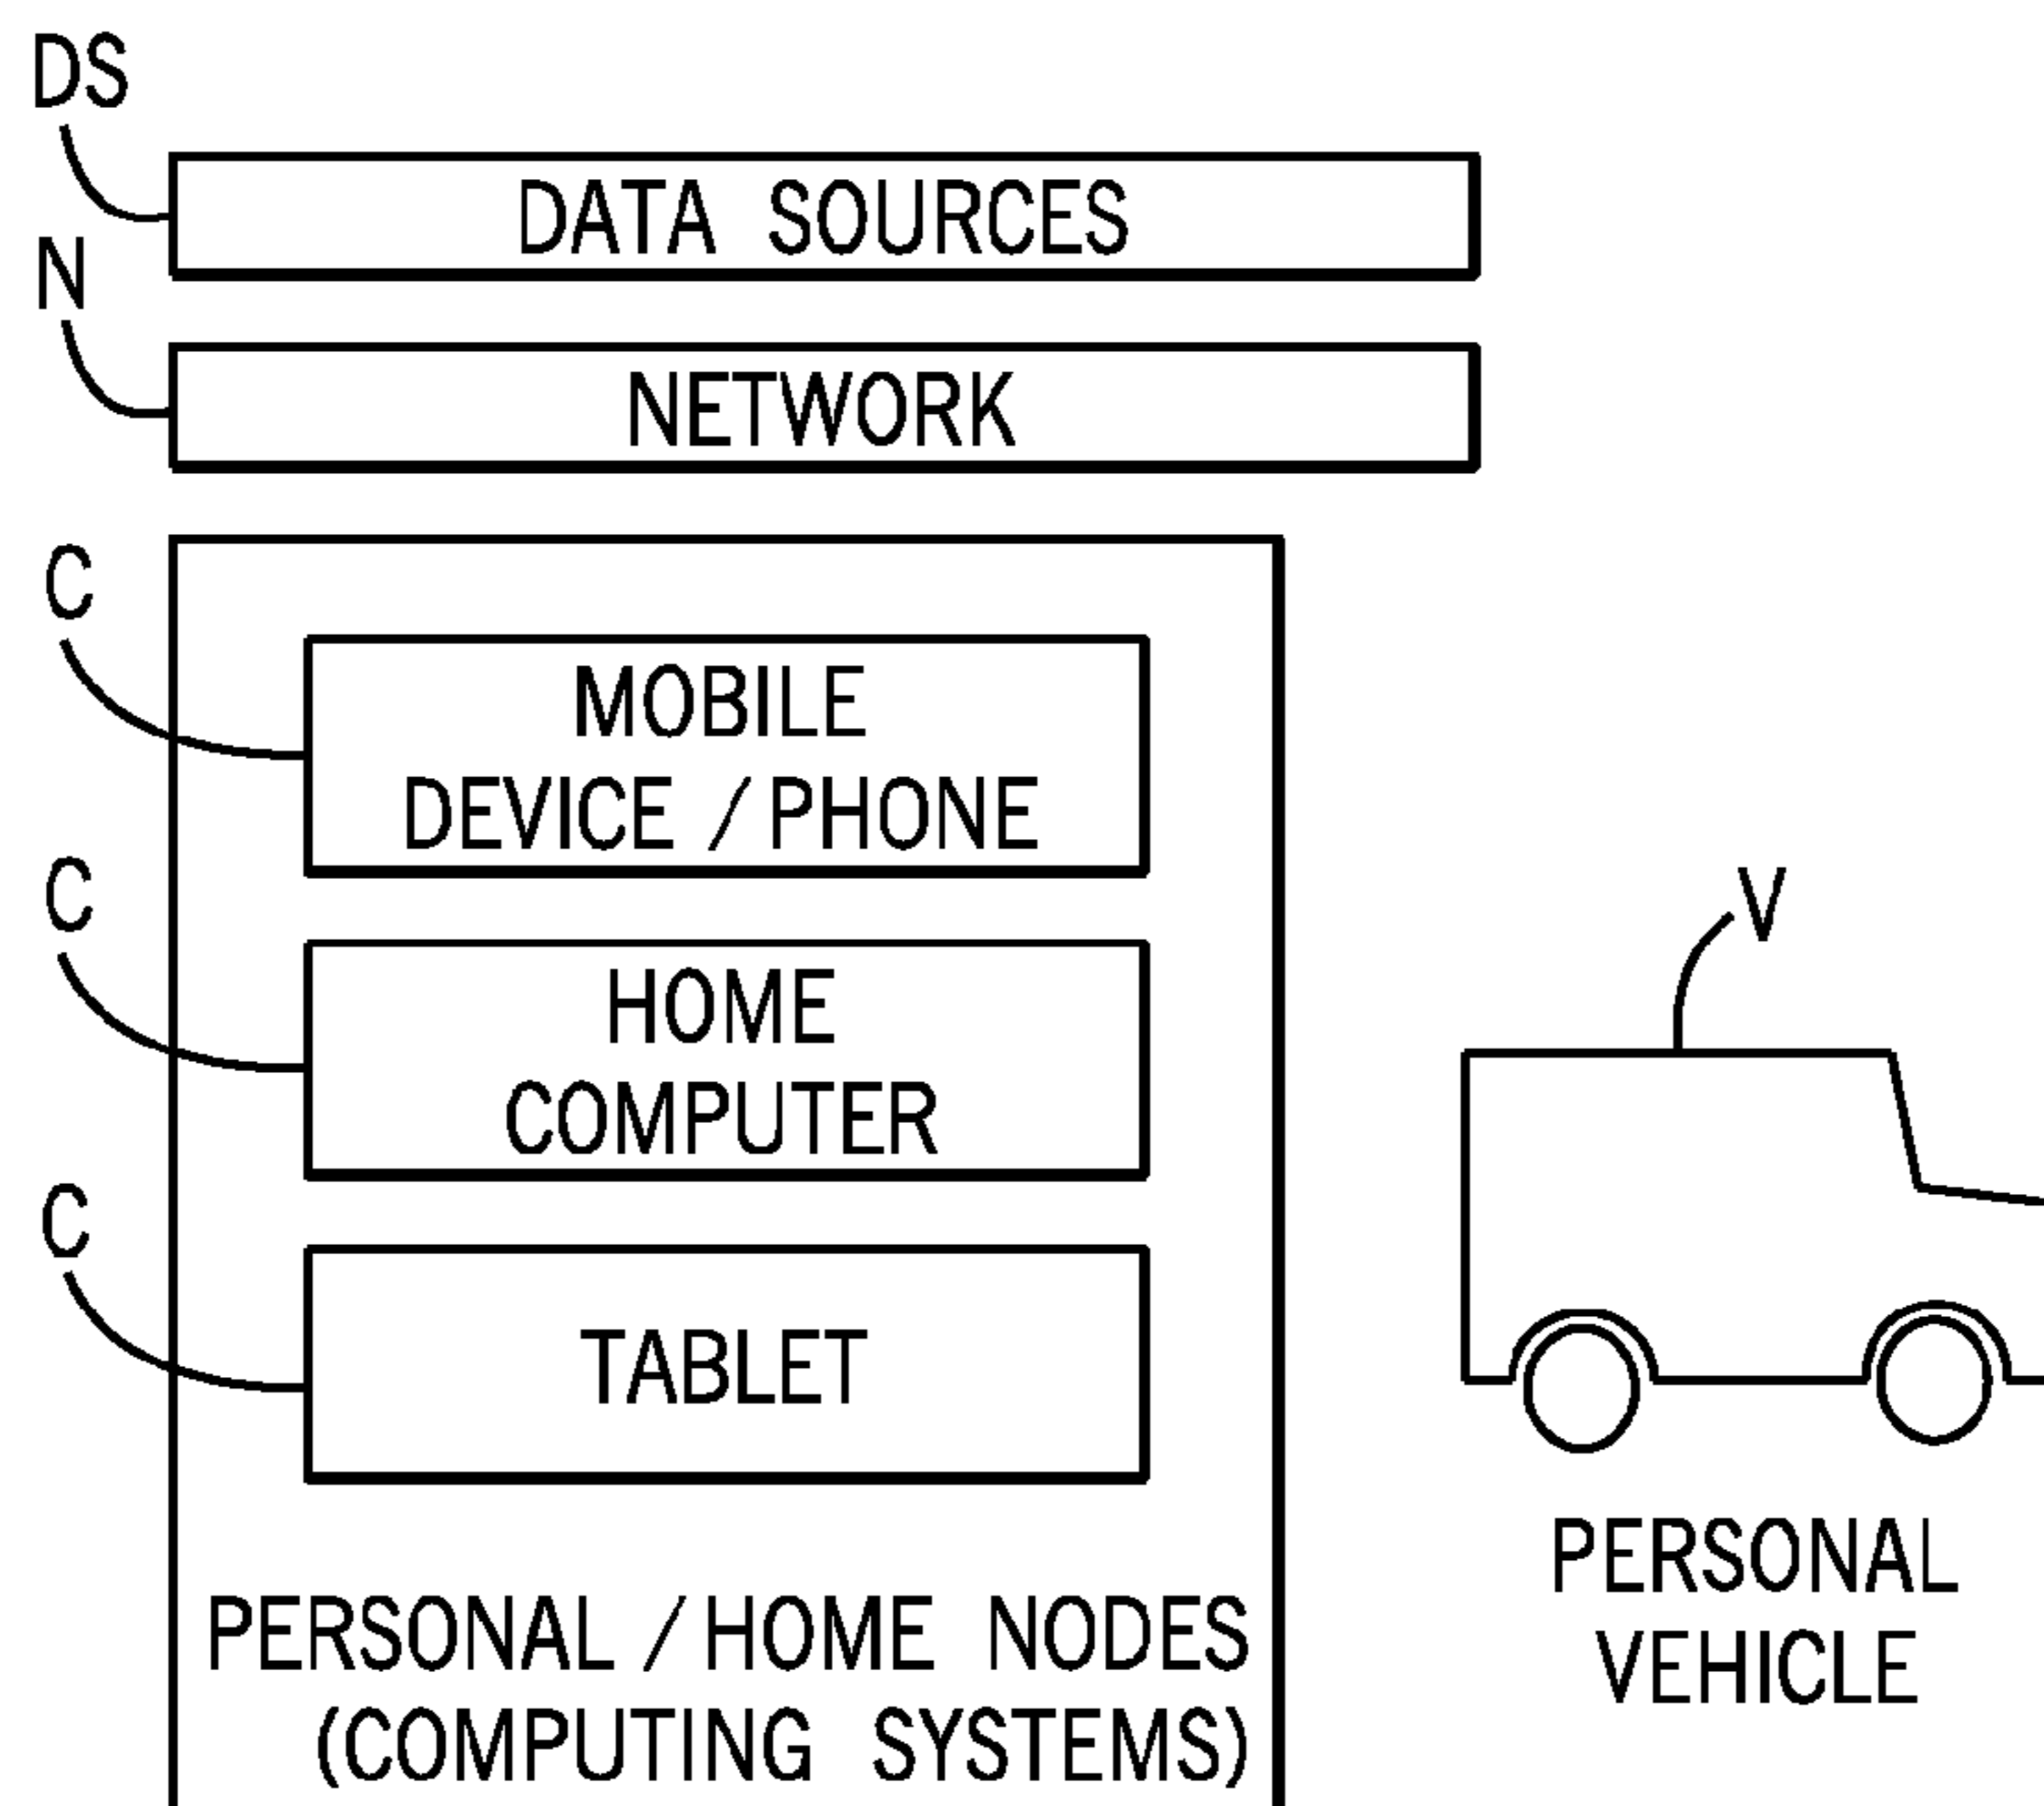 DS
DATA SOURCES
N
NETWORK
C
MOBILE
DEVICE / PHONE
C
HOME
COMPUTER
C
TABLET
PERSONAL / HOME NODES
(COMPUTING SYSTEMS)
V
PERSONAL
VEHICLE